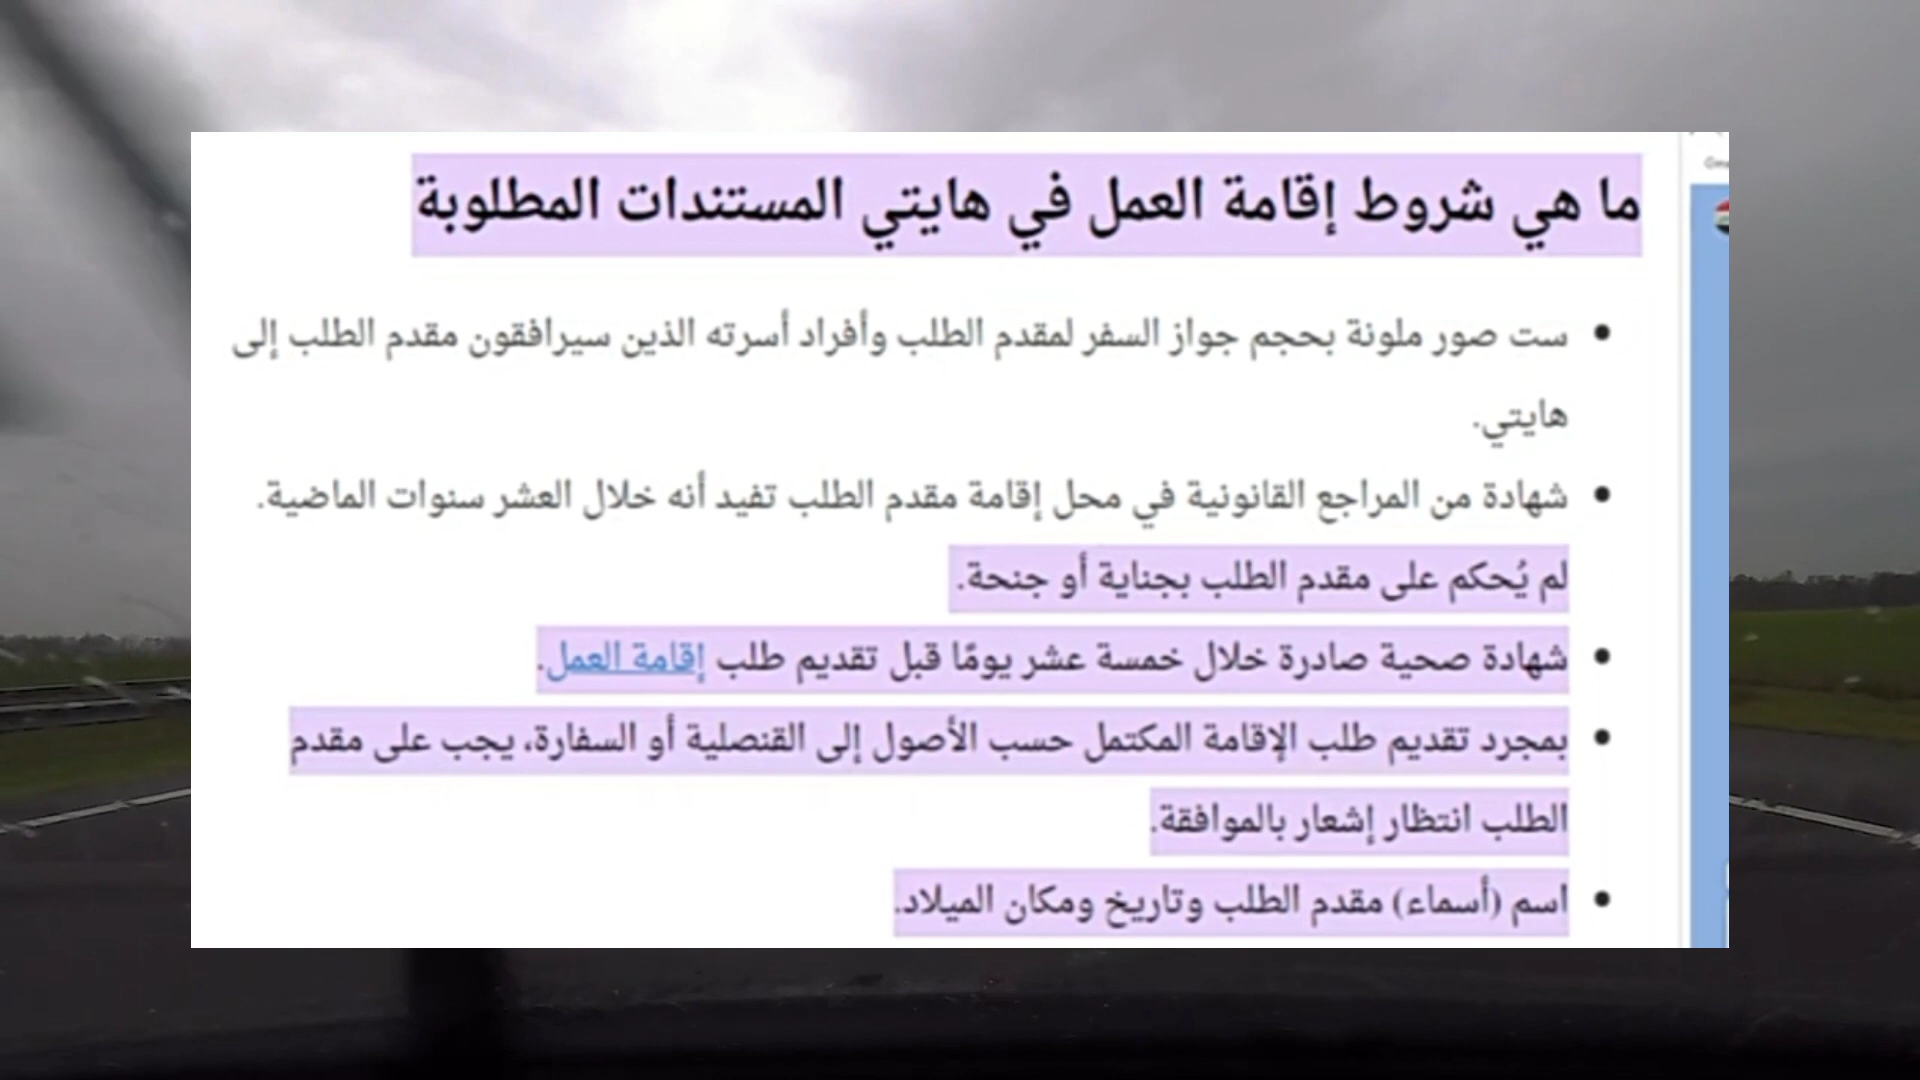 ما هي شروط إقامة العمل في هايتي المستندات المطلوبة
• ست صور ملونة بحجم جواز السفر لمقدم الطلب وأفراد أسرته الذين سيرافقون مقدم الطلب إلى
هايتي.
• شهادة من المراجع القانونية في محل إقامة مقدم الطلب تفيد أنه خلال العشر سنوات الماضية.
لم يُحكم على مقدم الطلب بجناية أو جنحة.
• شهادة صحية صادرة خلال خمسة عشر يومًا قبل تقديم طلب إقامة العمل.
• بمجرد تقديم طلب الإقامة المكتمل حسب الأصول إلى القنصلية أو السفارة، يجب على مقدم
الطلب انتظار إشعار بالموافقة.
• اسم (أسماء) مقدم الطلب وتاريخ ومكان الميلاد.